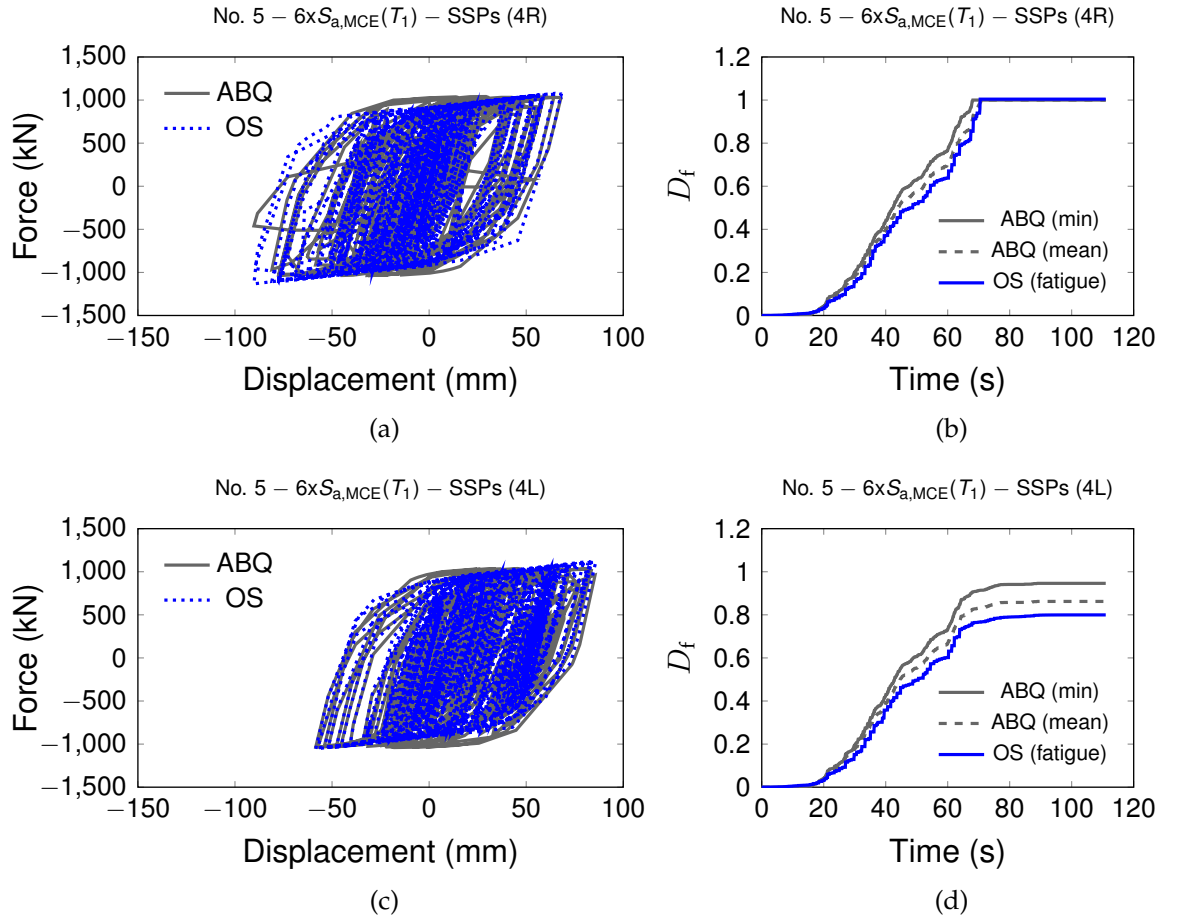 No. 5 − 6xSa,MCE(T1) − SSPs (4R)
1,500
1,000
500
0
−500
−1,000
−1,500
Force (kN)
ABQ
OS
−150 −100 −50 0 50 100
Displacement (mm)
(a)
No. 5 − 6xSa,MCE(T1) − SSPs (4R)
1.2
1
0.8
0.6
0.4
0.2
0
Df
ABQ (min)
ABQ (mean)
OS (fatigue)
0 20 40 60 80 100 120
Time (s)
(b)
No. 5 − 6xSa,MCE(T1) − SSPs (4L)
1,500
1,000
500
0
−500
−1,000
−1,500
Force (kN)
ABQ
OS
−150 −100 −50 0 50 100
Displacement (mm)
(c)
No. 5 − 6xSa,MCE(T1) − SSPs (4L)
1.2
1
0.8
0.6
0.4
0.2
0
Df
ABQ (min)
ABQ (mean)
OS (fatigue)
0 20 40 60 80 100 120
Time (s)
(d)